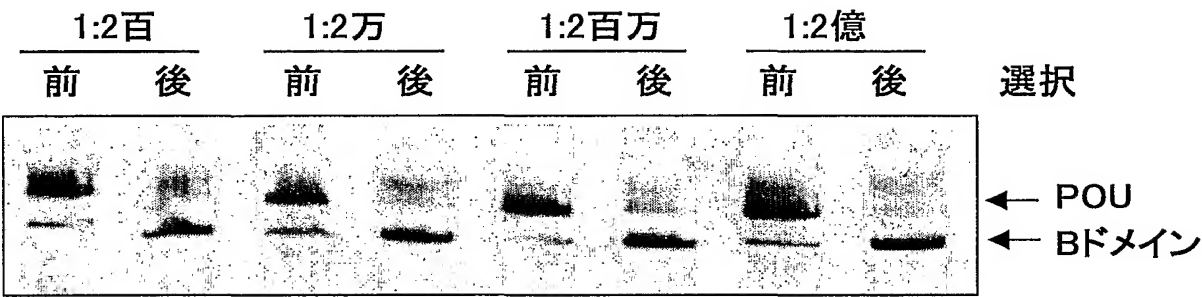 1:2百 1:2万 1:2百万 1:2億
前 後 前 後 前 後 前 後 選択
← POU
← Bドメイン